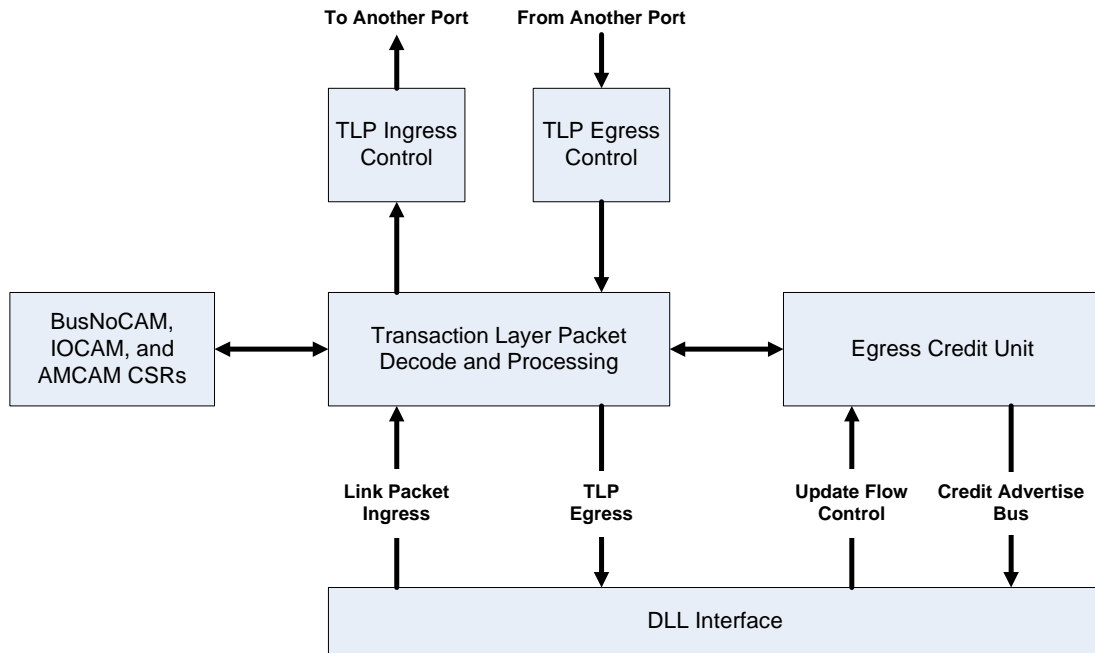 To Another Port
From Another Port
TLP Ingress
Control
TLP Egress
Control
BusNoCAM,
IOCAM, and
AMCAM CSRs
Transaction Layer Packet
Decode and Processing
Egress Credit Unit
Link Packet
Ingress
TLP
Egress
Update Flow
Control
Credit Advertise
Bus
DLL Interface